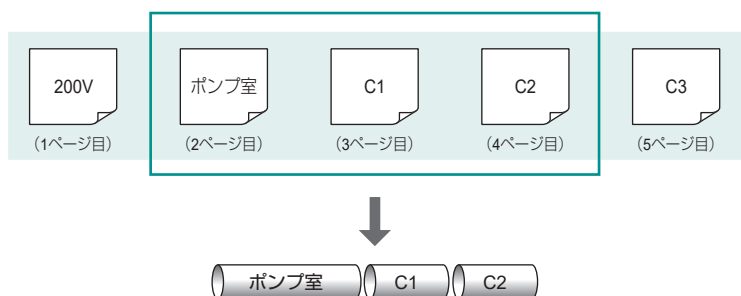 200V ポンプ室 C1 C2 C3
(1ページ目) (2ページ目) (3ページ目) (4ページ目) (5ページ目)
ポンプ室 C1 C2